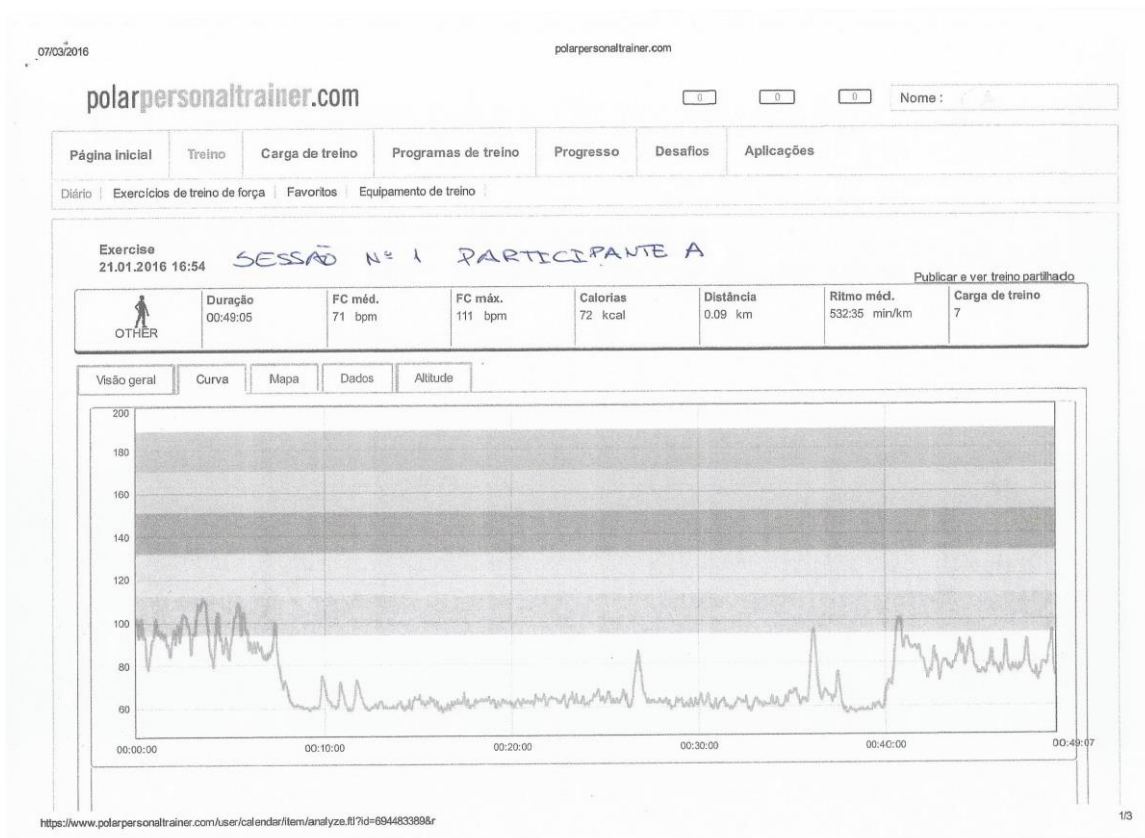 07/03/2016 polarpersonaltrainer.com
polarpersonaltrainer.com 0 0 0 Nome :
Página inicial Treino Carga de treino Programas de treino Progresso Desafios Aplicações
Diário Exercícios de treino de força Favoritos Equipamento de treino
Exercise
21.01.2016 16:54 SESSÃO Nº 1 PARTICIPANTE A
Publicar e ver treino partilhado
OTHER
Duração
00:49:05
FC méd.
71 bpm
FC máx.
111 bpm
Calorias
72 kcal
Distância
0.09 km
Ritmo méd.
532:35 min/km
Carga de treino
7
Visão geral Curva Mapa Dados Altitude
200
180
160
140
120
100
80
60
00:00:00 00:10:00 00:20:00 00:30:00 00:40:00 00:49:07
https://www.polarpersonaltrainer.com/user/calendar/item/analyze.ftl?id=694483389&r 1/3